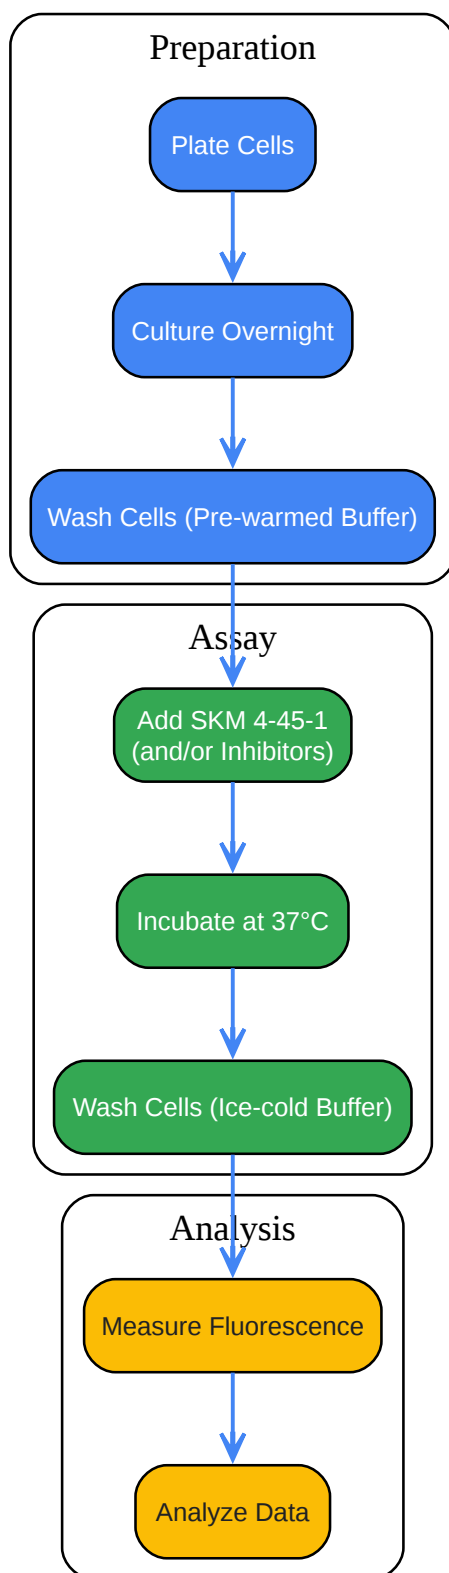 Preparation
Plate Cells
Culture Overnight
Wash Cells (Pre-warmed Buffer)
Assay
Add SKM 4-45-1
(and/or Inhibitors)
Incubate at 37°C
Wash Cells (Ice-cold Buffer)
Analysis
Measure Fluorescence
Analyze Data